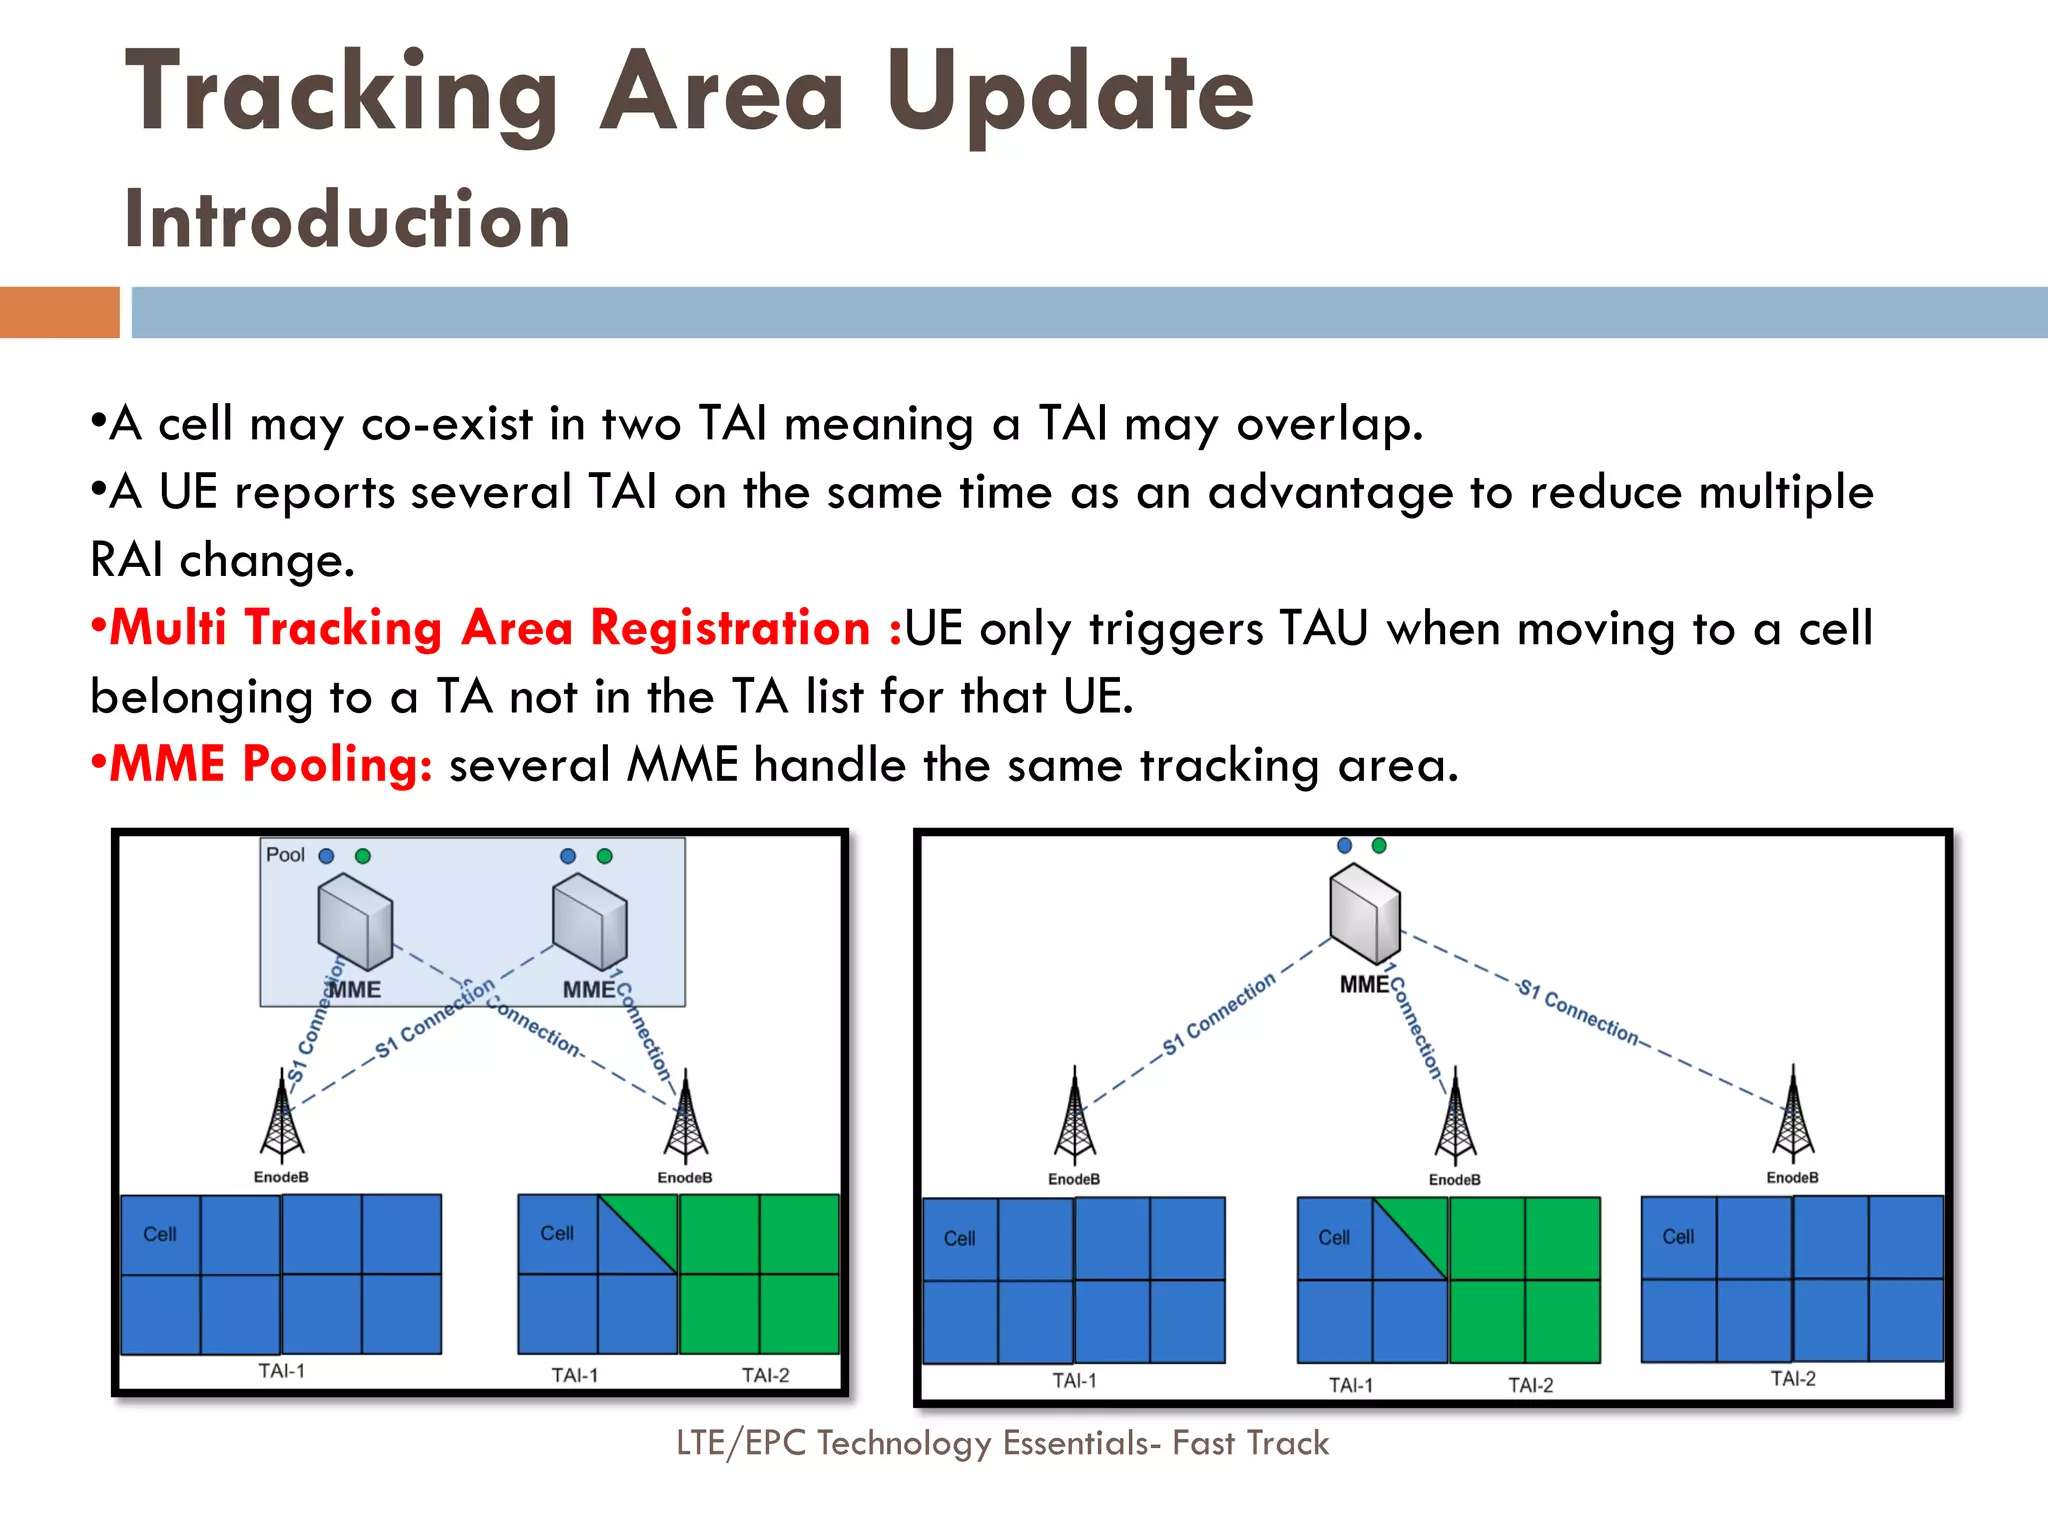 Tracking Area Update
Introduction
•A cell may co-exist in two TAI meaning a TAI may overlap.
•A UE reports several TAI on the same time as an advantage to reduce multiple
RAI change.
•Multi Tracking Area Registration :UE only triggers TAU when moving to a cell
belonging to a TA not in the TA list for that UE.
•MME Pooling: several MME handle the same tracking area.
Pool
MME
MME
S1 Connection
S1 Connection
Connection
1 Connection
EnodeB
EnodeB
Cell
Cell
TAI-1
TAI-1
TAI-2
MME
S1 Connection
1 Connection
S1 Connection
EnodeB
EnodeB
EnodeB
Cell
Cell
Cell
TAI-1
TAI-1
TAI-2
TAI-2
LTE/EPC Technology Essentials- Fast Track